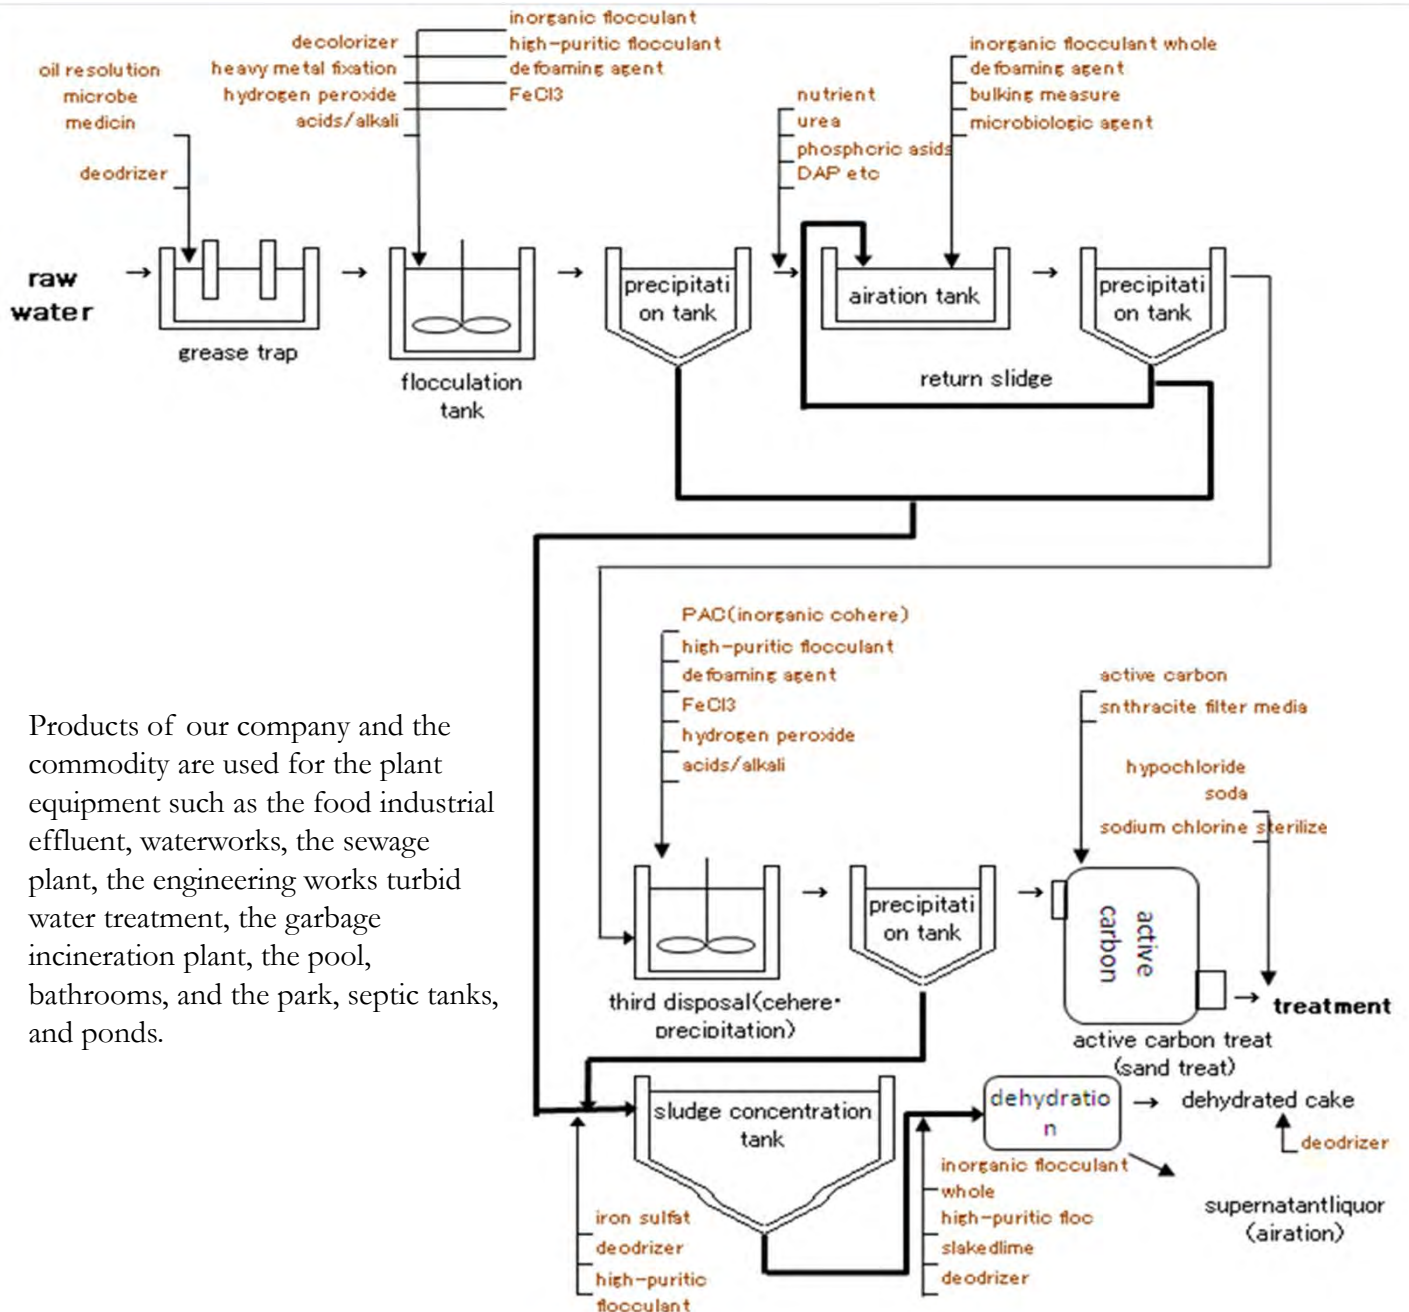 inorganic flocculant
decolorizer
high-puritic flocculant
inorganic flocculant whole
oil resolution
heavy metal fixation
defoaming agent
defoaming agent
microbe
hydrogen peroxide
FeCl3
nutrient
bulking measure
medicin
acids/alkali
urea
microbiologic agent
phosphoric asids
deodrizer
DAP etc
raw
water
→
→
→
→
→
precipitati
on tank
airation tank
precipitati
on tank
grease trap
flocculation
tank
return slidge
PAC(inorganic cohere)
high-puritic flocculant
defoaming agent
FeCl3
hydrogen peroxide
acids/alkali
active carbon
snthracite filter media
hypochloride
soda
sodium chlorine sterilize
Products of our company and the
commodity are used for the plant
equipment such as the food industrial
effluent, waterworks, the sewage
plant, the engineering works turbid
water treatment, the garbage
incineration plant, the pool,
bathrooms, and the park, septic tanks,
and ponds.
→
precipitati
on tank
→
active
carbon
→
treatment
third disposal(cehere・
precipitation)
active carbon treat
(sand treat)
sludge concentration
tank
dehydratio
n
→
dehydrated cake
deodrizer
supernatantliquor
(airation)
iron sulfat
deodrizer
high-puritic
flocculant
inorganic flocculant
whole
high-puritic floc
slakedlime
deodrizer